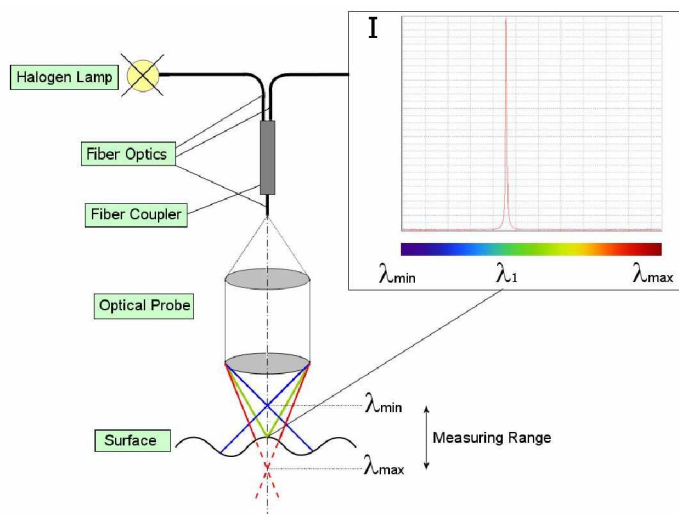 I
Halogen Lamp
Fiber Optics
Fiber Coupler
λmin λ1 λmax
Optical Probe
λmin
Surface
Measuring Range
λmax